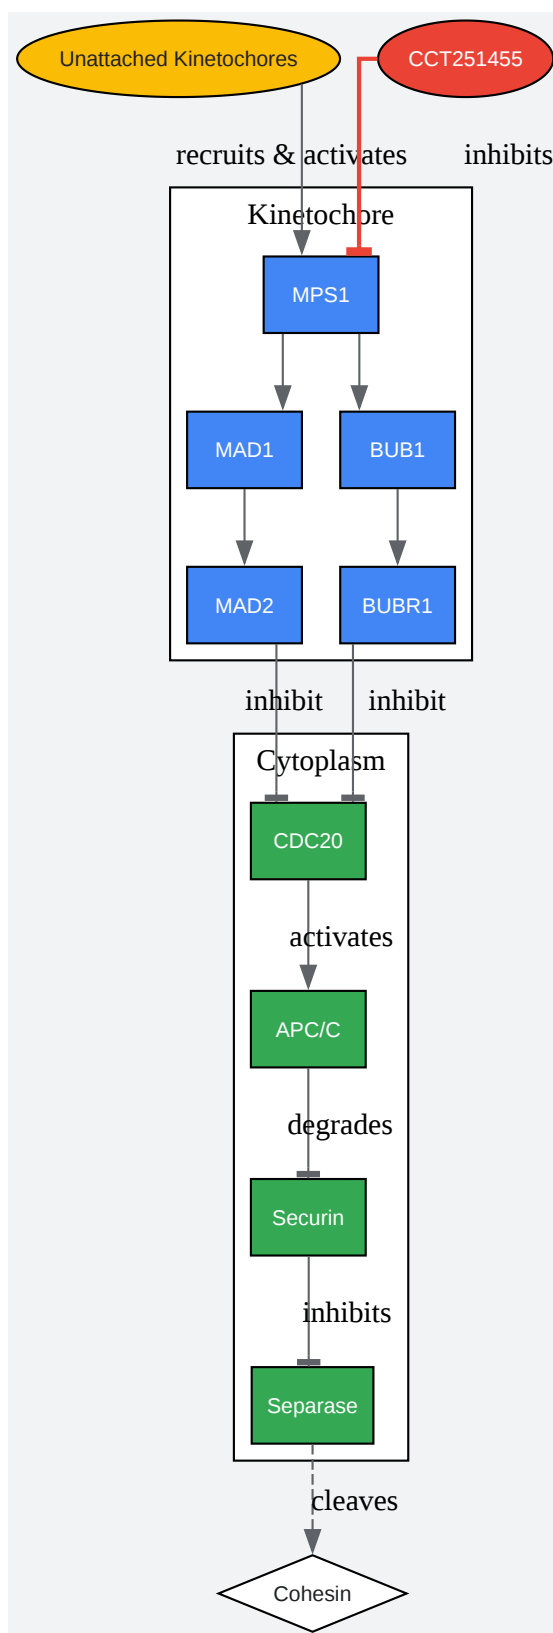 Unattached Kinetochores
CCT251455
recruits & activates
inhibits
Kinetochore
MPS1
MAD1
BUB1
MAD2
BUBR1
inhibit
inhibit
Cytoplasm
CDC20
activates
APC/C
degrades
Securin
inhibits
Separase
cleaves
Cohesin